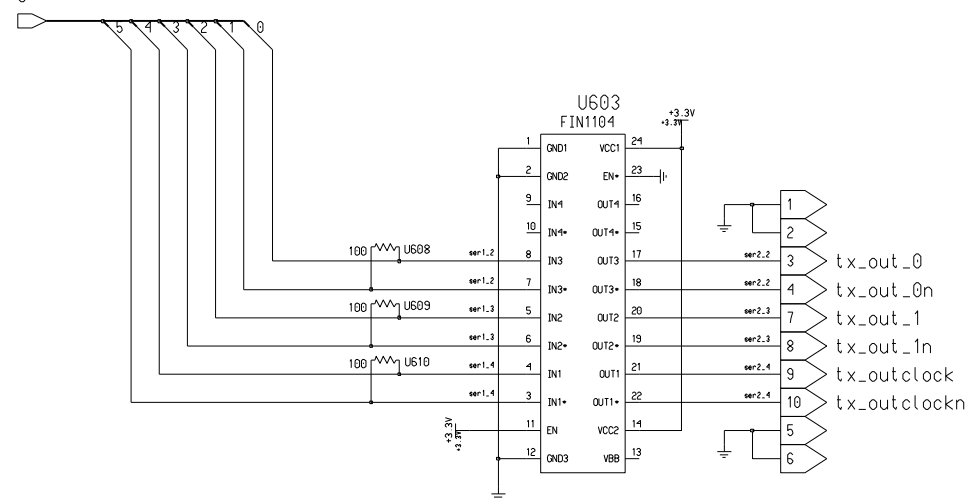 5 4 3 2 1 0
U603
FIN1104
+3.3V
+3.3V
1 GND1 VCC1 24
2 GND2 EN* 23
9 IN4 OUT4 16
10 IN4* OUT4* 15
100 U608 ser1_2 8 IN3 OUT3 17 ser2_2
ser1_2 7 IN3* OUT3* 18 ser2_2
100 U609 ser1_3 5 IN2 OUT2 20 ser2_3
ser1_3 6 IN2* OUT2* 19 ser2_3
100 U610 ser1_4 4 IN1 OUT1 21 ser2_4
ser1_4 3 IN1* OUT1* 22 ser2_4
+3.3V
+3.3V
11 EN VCC2 14
12 GND3 VBB 13
1
2
3 tx_out_0
4 tx_out_0n
7 tx_out_1
8 tx_out_1n
9 tx_outclock
10 tx_outclockn
5
6